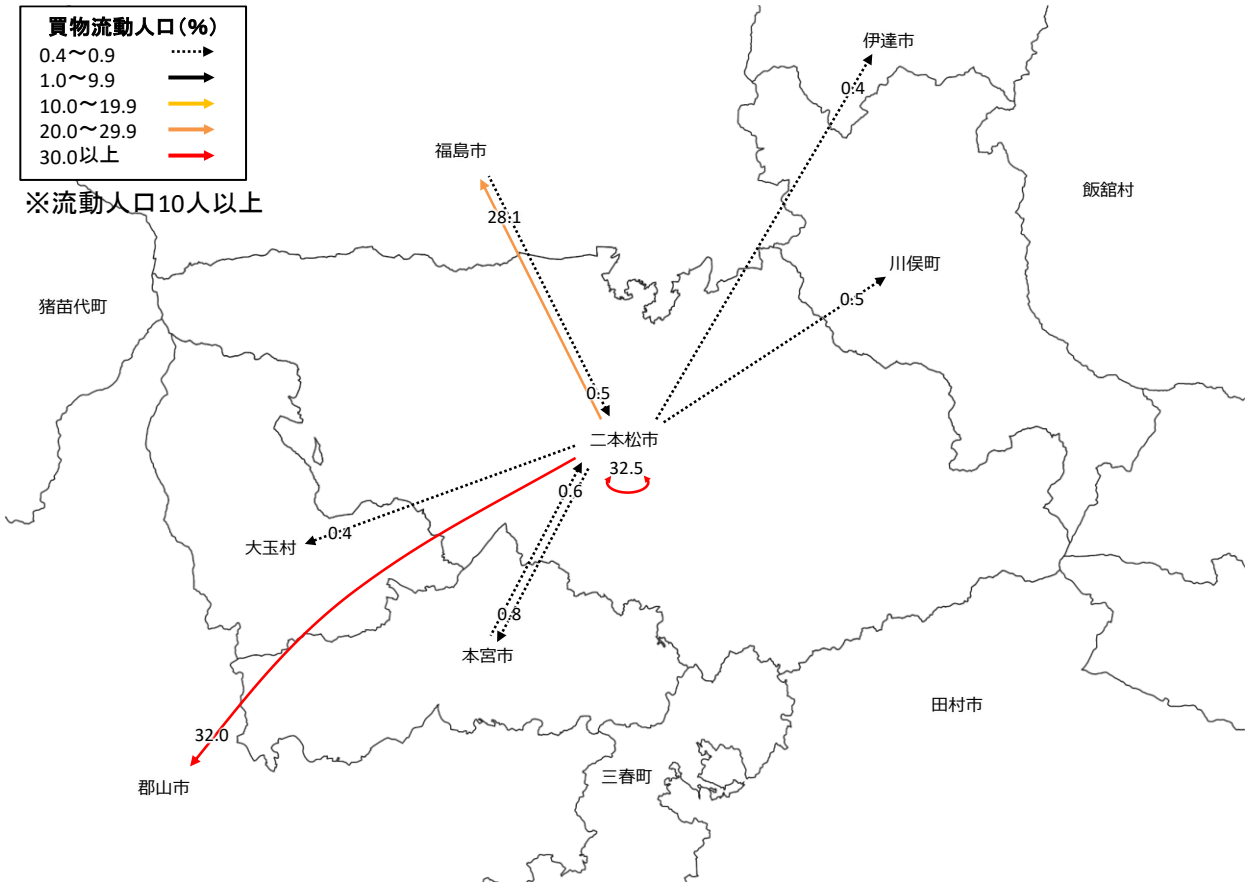 買物流動人口(%)
0.4〜0.9
1.0〜9.9
10.0〜19.9
20.0〜29.9
30.0以上
※流動人口10人以上
伊達市
0.4
福島市
飯舘村
28.1
川俣町
0.5
猪苗代町
0.5
二本松市
32.5
0.6
0.4
大玉村
0.8
本宮市
田村市
32.0
三春町
郡山市